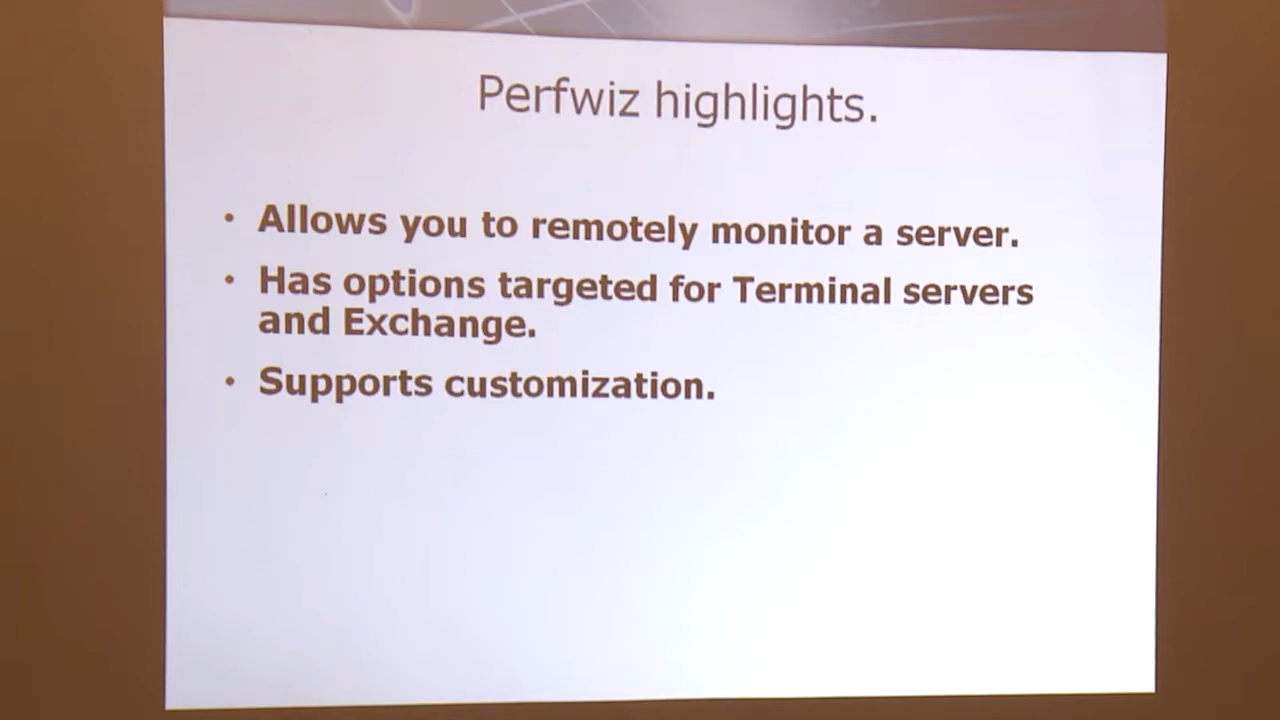 Perfwiz highlights.
• Allows you to remotely monitor a server.
• Has options targeted for Terminal servers
and Exchange.
• Supports customization.